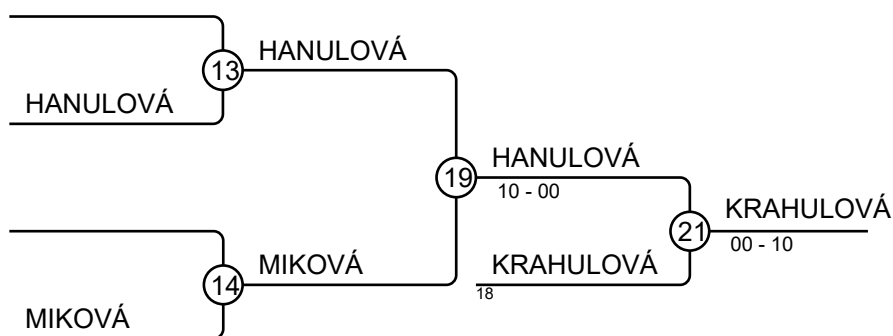 HANULOVÁ
13
HANULOVÁ
HANULOVÁ
19
10 - 00
KRAHULOVÁ
21
00 - 10
MIKOVÁ
14
KRAHULOVÁ
18
MIKOVÁ